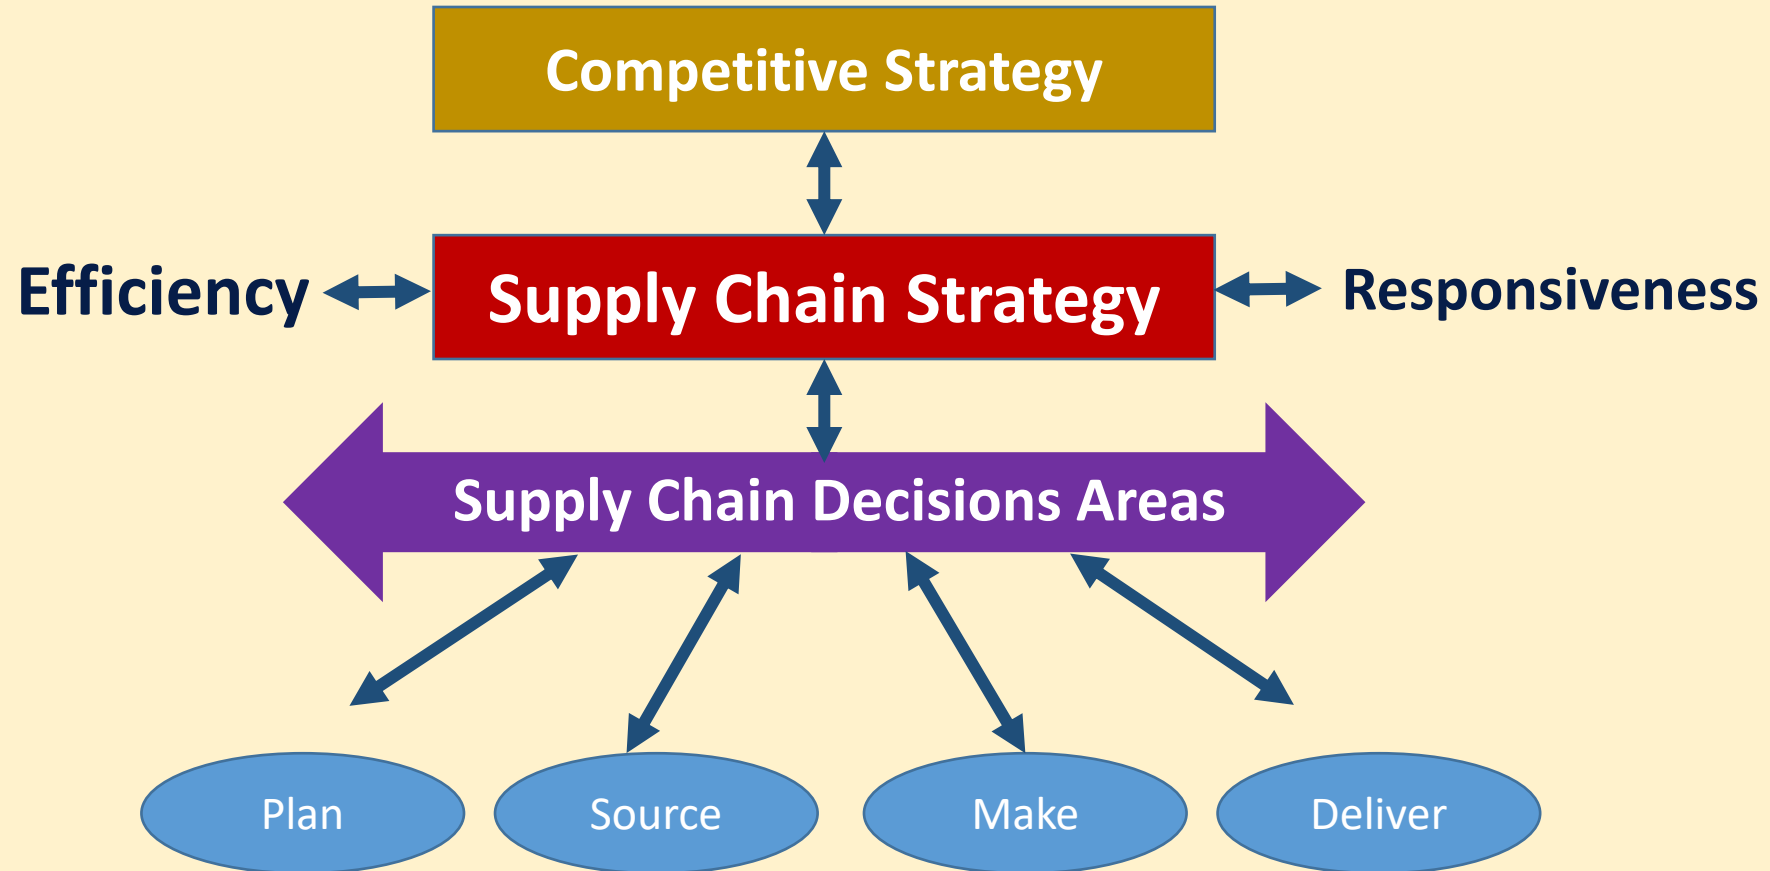 Competitive Strategy
Efficiency
Supply Chain Strategy
Responsiveness
Supply Chain Decisions Areas
Plan
Source
Make
Deliver